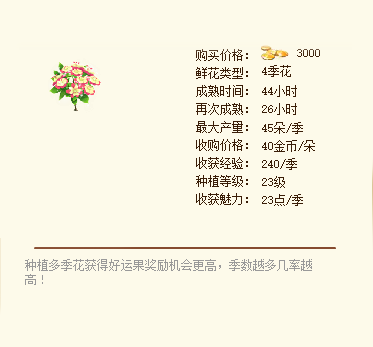 购买价格： 3000
鲜花类型： 4季花
成熟时间： 44小时
再次成熟： 26小时
最大产量： 45朵/季
收购价格： 40金币/朵
收获经验： 240/季
种植等级： 23级
收获魅力： 23点/季
种植多季花获得好运果奖励机会更高，季数越多几率越
高！